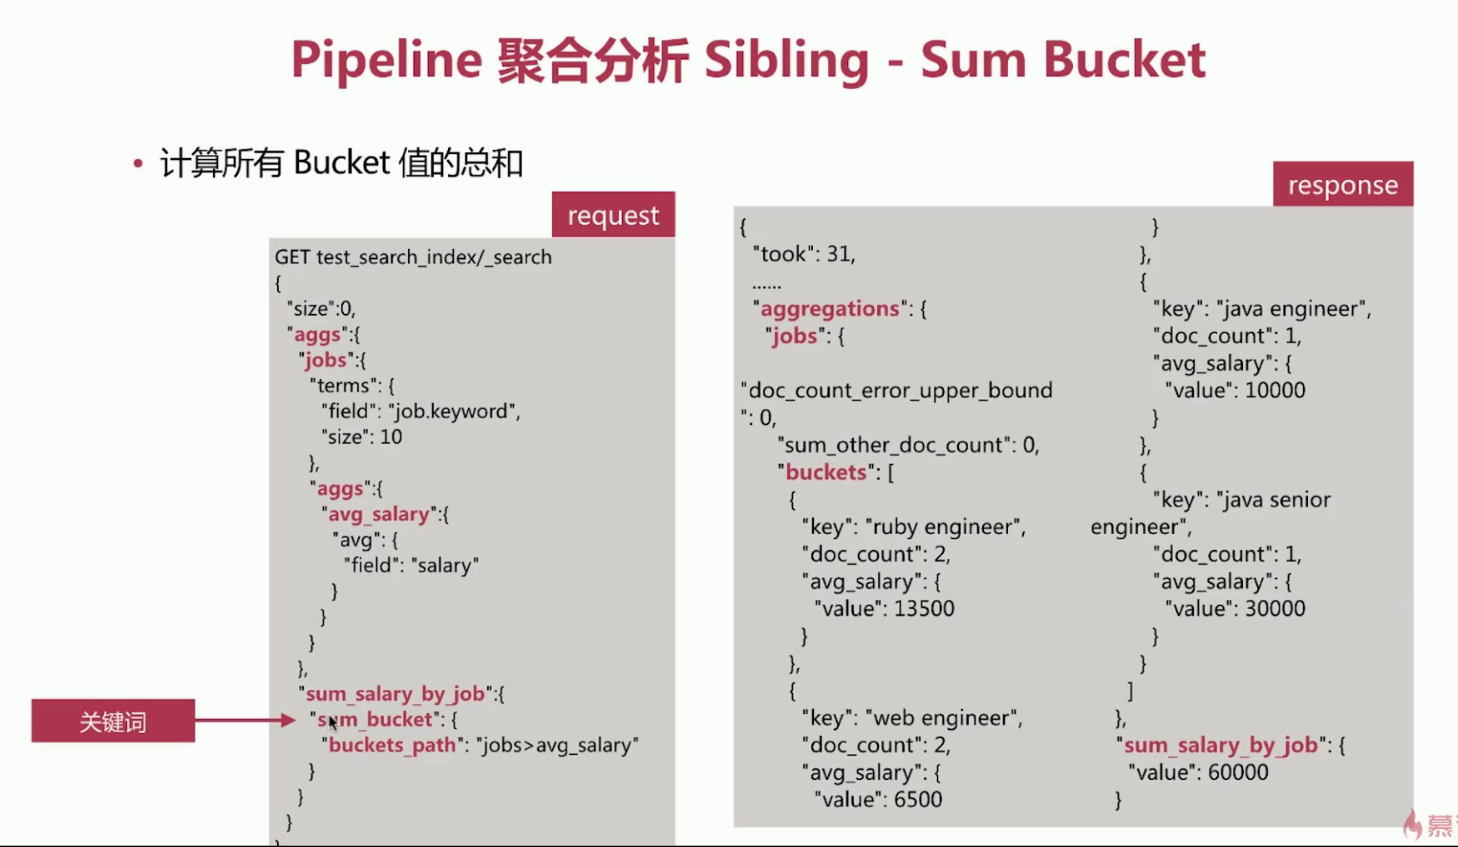 Pipeline 聚合分析 Sibling - Sum Bucket
• 计算所有 Bucket 值的总和
request
GET test_search_index/_search
{
"size":0,
"aggs":{
"jobs":{
"terms": {
"field": "job.keyword",
"size": 10
},
"aggs":{
"avg_salary":{
"avg": {
"field": "salary"
}
}
}
},
"sum_salary_by_job":{
"sum_bucket": {
"buckets_path": "jobs>avg_salary"
}
}
}
关键词
response
{
"took": 31,
......
"aggregations": {
"jobs": {
"doc_count_error_upper_bound
": 0,
"sum_other_doc_count": 0,
"buckets": [
{
"key": "ruby engineer",
"doc_count": 2,
"avg_salary": {
"value": 13500
}
},
{
"key": "web engineer",
"doc_count": 2,
"avg_salary": {
"value": 6500
}
},
{
"key": "java engineer",
"doc_count": 1,
"avg_salary": {
"value": 10000
}
},
{
"key": "java senior
engineer",
"doc_count": 1,
"avg_salary": {
"value": 30000
}
}
]
},
"sum_salary_by_job": {
"value": 60000
}
慕